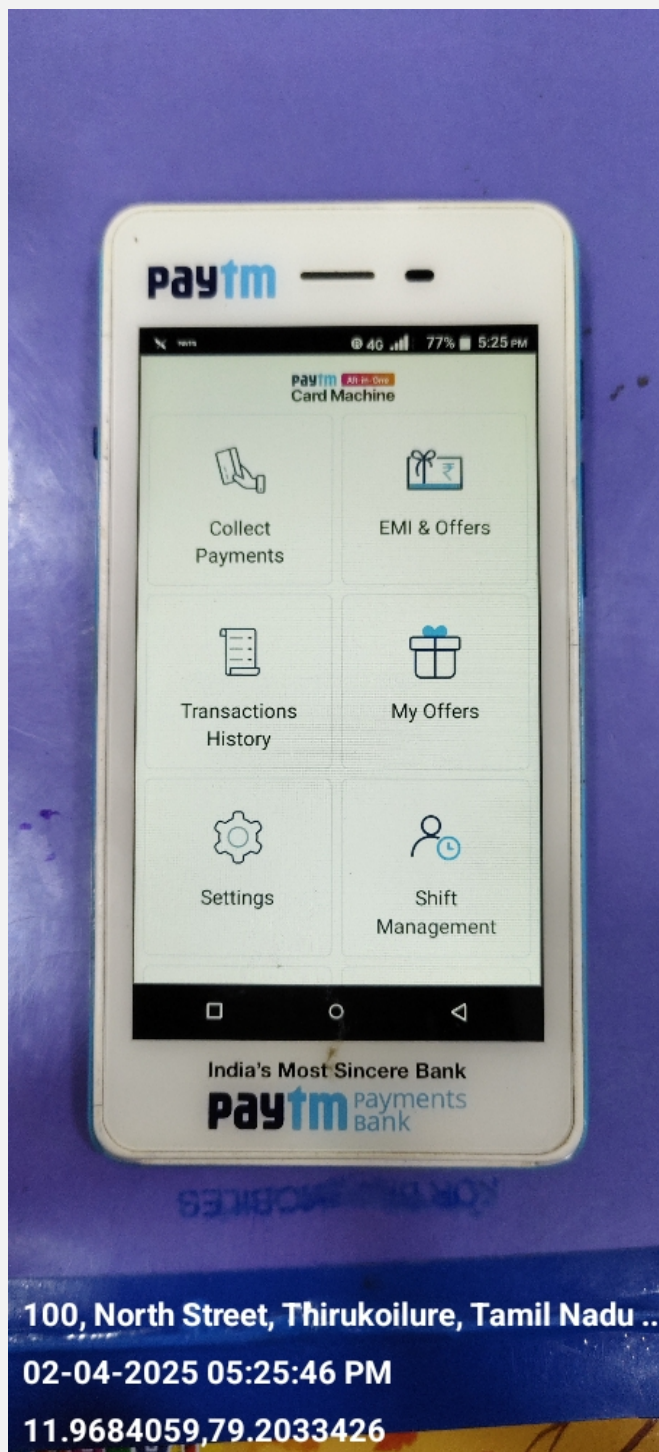 paytm
4G 77% 5:25 PM
paytm All-in-One
Card Machine
Collect
Payments
EMI & Offers
Transactions
History
My Offers
Settings
Shift
Management
India's Most Sincere Bank
paytm Payments
Bank
MOBILES
100, North Street, Thirukoilure, Tamil Nadu ..
02-04-2025 05:25:46 PM
11.9684059,79.2033426